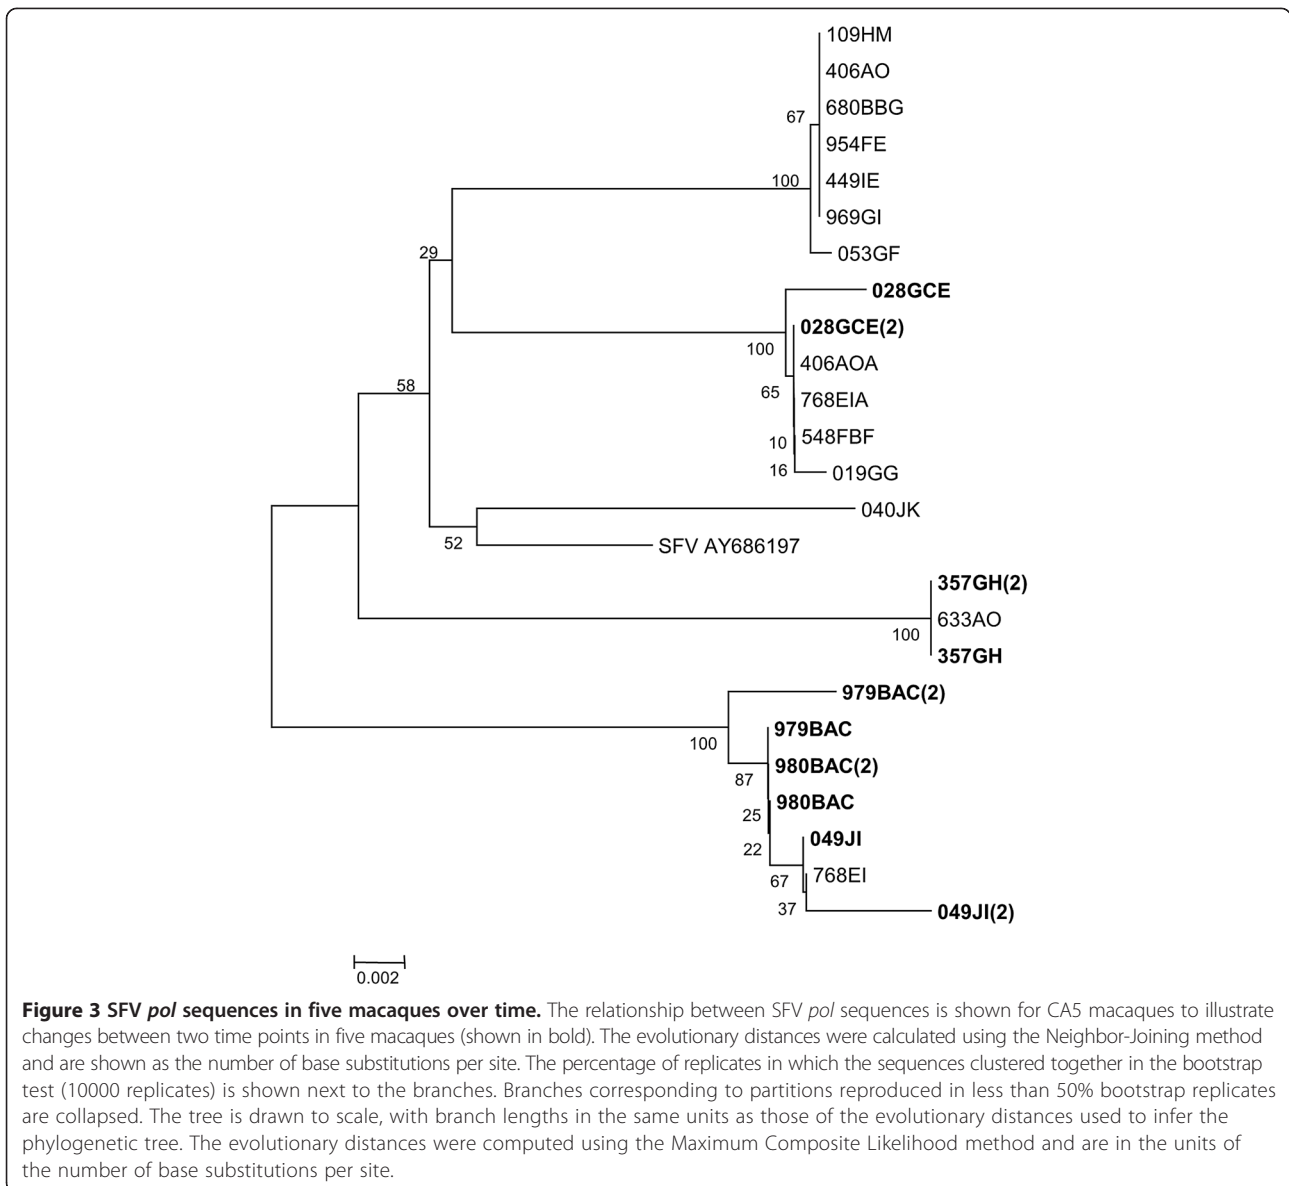 109HM
406AO
680BBG
67
954FE
100
449IE
969GI
29
053GF
028GCE
028GCE(2)
100
406AOA
58
65
768EIA
10
548FBF
16
019GG
040JK
52
SFV AY686197
357GH(2)
633AO
100
357GH
979BAC(2)
979BAC
100
980BAC(2)
87
980BAC
25
049JI
22
768EI
67
37
049JI(2)
0.002
Figure 3 SFV pol sequences in five macaques over time. The relationship between SFV pol sequences is shown for CA5 macaques to illustrate
changes between two time points in five macaques (shown in bold). The evolutionary distances were calculated using the Neighbor-Joining method
and are shown as the number of base substitutions per site. The percentage of replicates in which the sequences clustered together in the bootstrap
test (10000 replicates) is shown next to the branches. Branches corresponding to partitions reproduced in less than 50% bootstrap replicates
are collapsed. The tree is drawn to scale, with branch lengths in the same units as those of the evolutionary distances used to infer the
phylogenetic tree. The evolutionary distances were computed using the Maximum Composite Likelihood method and are in the units of
the number of base substitutions per site.